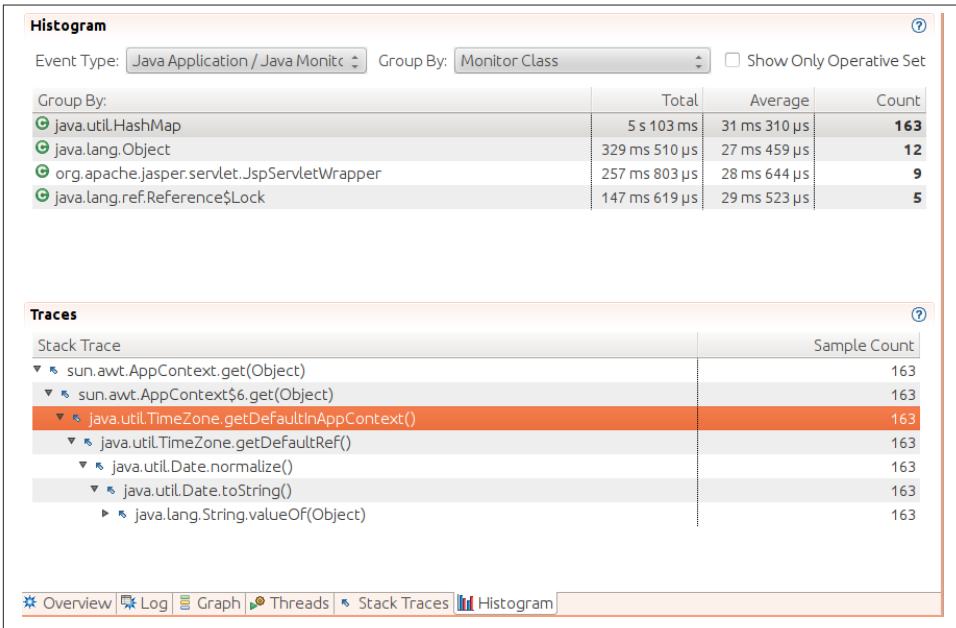 Histogram
Event Type: Java Application / Java Monitc Group By: Monitor Class Show Only Operative Set
Group By: Total Average Count
java.util.HashMap 5 s 103 ms 31 ms 310 µs 163
java.lang.Object 329 ms 510 µs 27 ms 459 µs 12
org.apache.jasper.servlet.JspServletWrapper 257 ms 803 µs 28 ms 644 µs 9
java.lang.ref.Reference$Lock 147 ms 619 µs 29 ms 523 µs 5
Traces
Stack Trace Sample Count
sun.awt.AppContext.get(Object) 163
sun.awt.AppContext$6.get(Object) 163
java.util.TimeZone.getDefaultInAppContext() 163
java.util.TimeZone.getDefaultRef() 163
java.util.Date.normalize() 163
java.util.Date.toString() 163
java.lang.String.valueOf(Object) 163
Overview Log Graph Threads Stack Traces Histogram